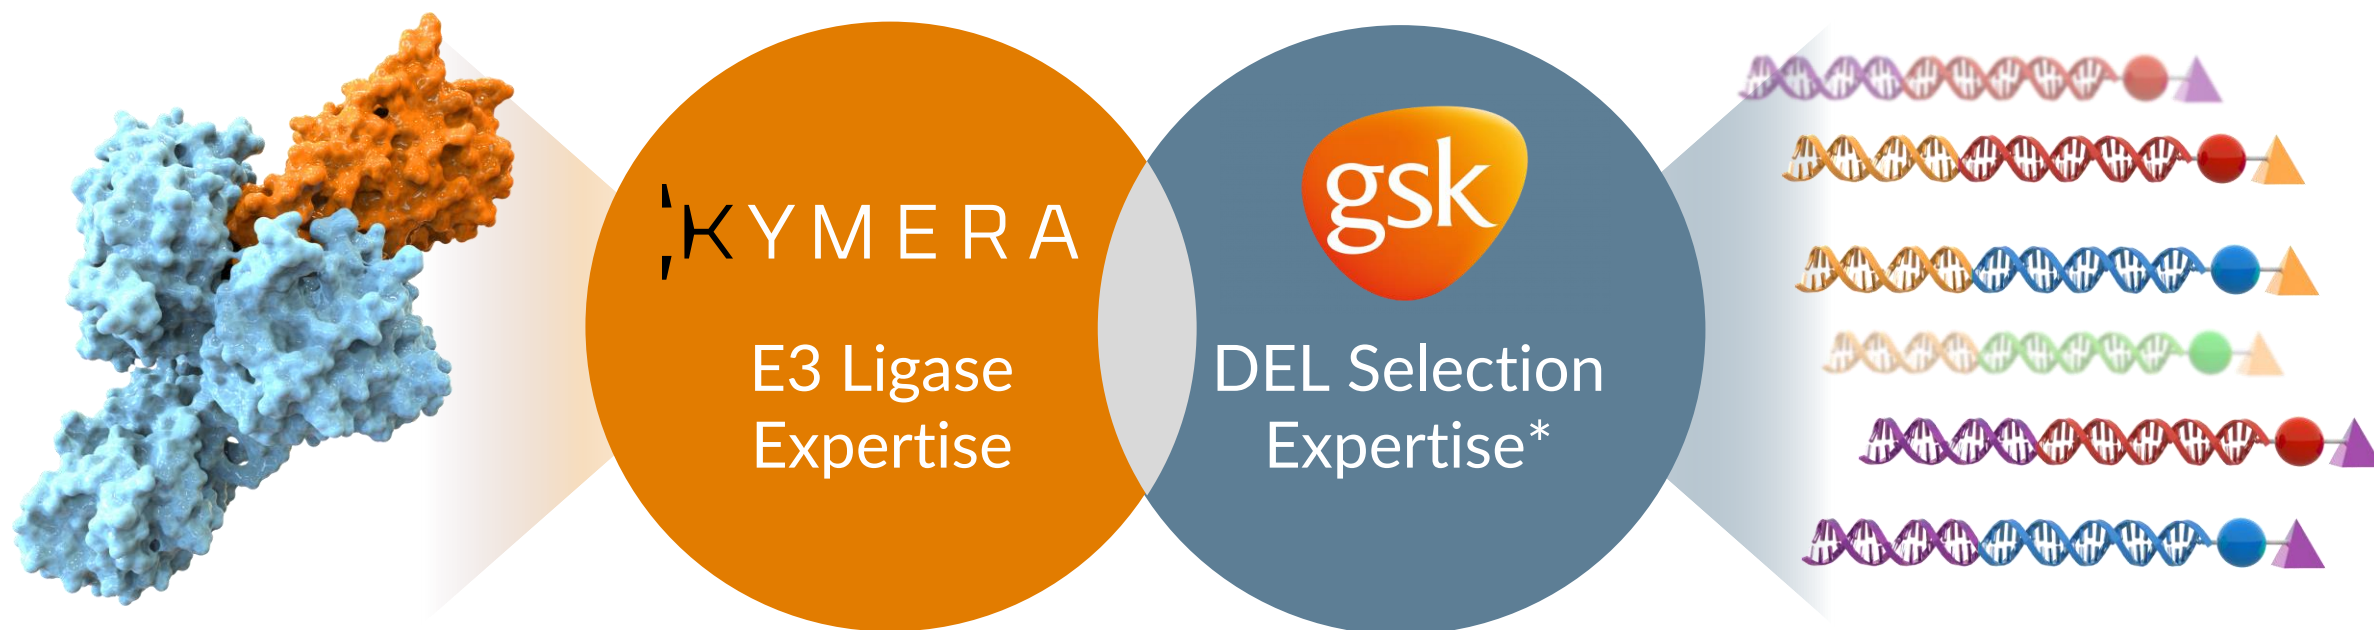 KYMERA
E3 Ligase
Expertise
gsk
DEL Selection
Expertise*